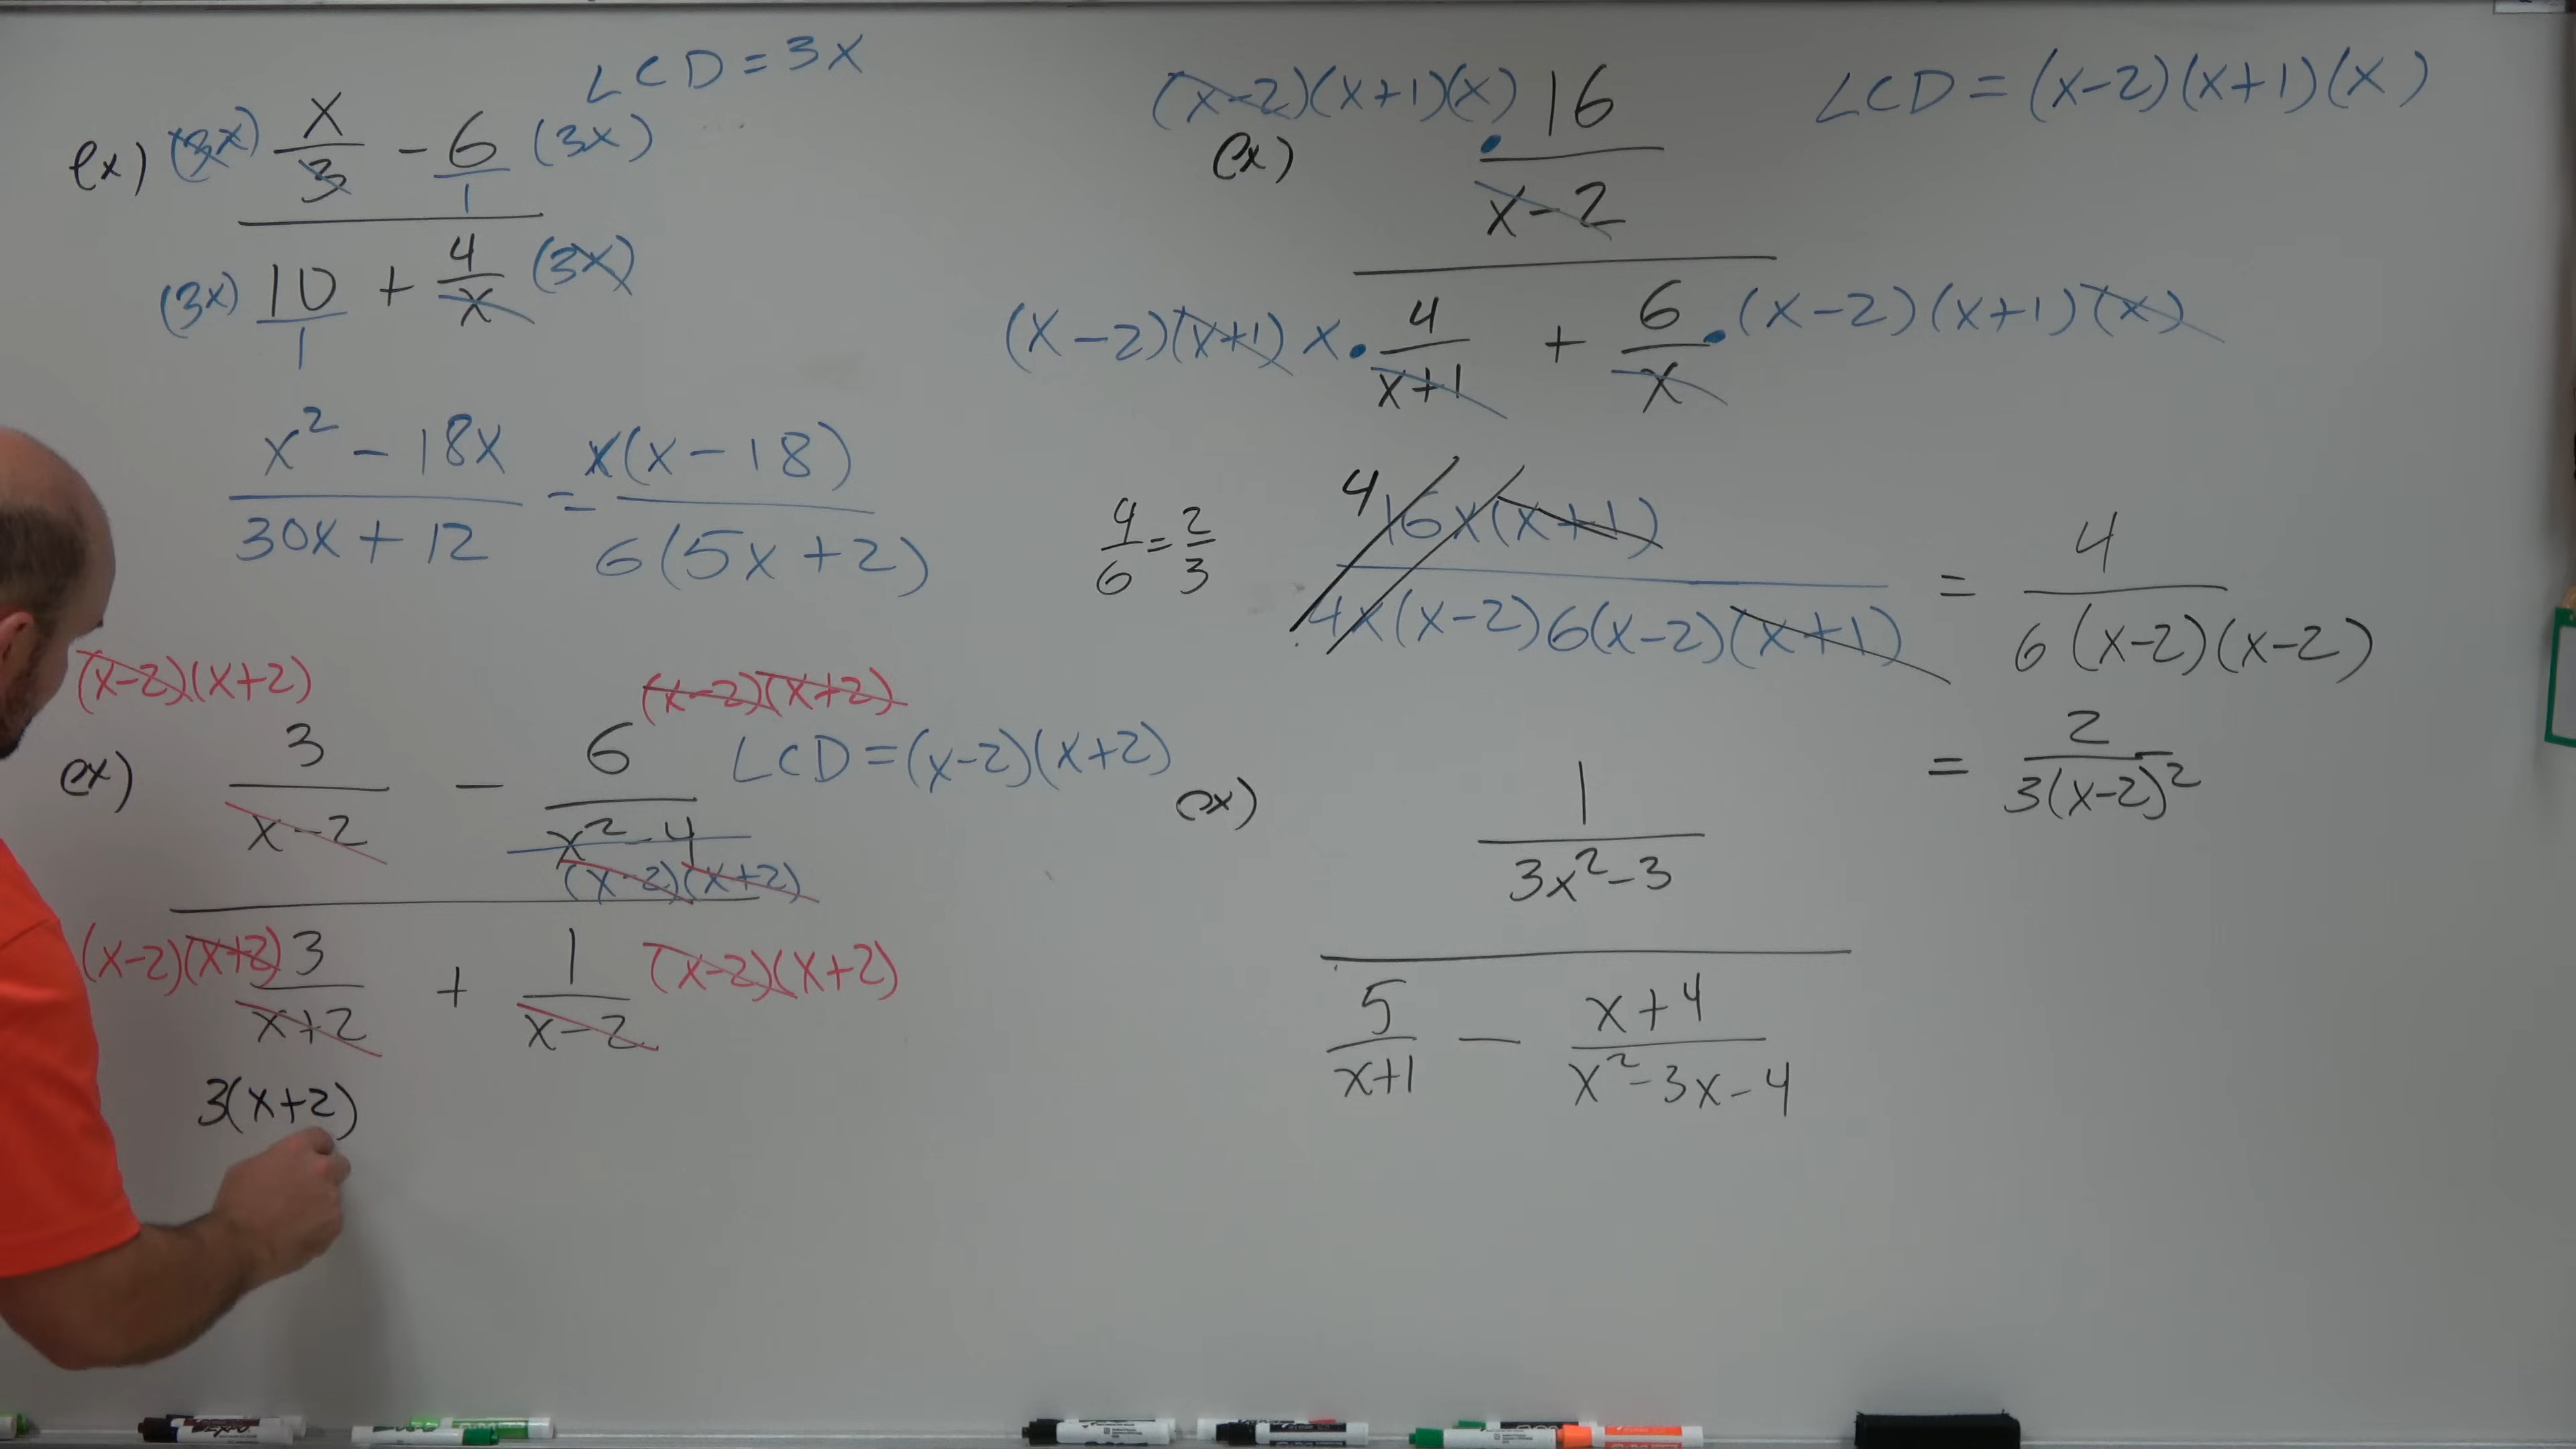 LCD = 3x
ex) (3x) x/3 - 6/1 (3x)
(3x) 10/1 + 4/x (3x)
x² - 18x / 30x + 12 = x(x - 18) / 6(5x + 2)
(x-2)(x+2) (x-2)(x+2)
ex) 3/x-2 - 6/x²-4 LCD = (x-2)(x+2)
(x-2)(x+2)
(x-2)(x+2) 3/x+2 + 1/x-2 (x-2)(x+2)
3(x+2)
(x-2)(x+1)(x) · 16 LCD = (x-2)(x+1)(x)
ex) x-2
(x-2)(x+1) x · 4/x+1 + 6/x · (x-2)(x+1)(x)
4/6 = 2/3
4 16x(x+1) / 4x(x-2)6(x-2)(x+1) = 4 / 6(x-2)(x-2)
= 2 / 3(x-2)²
ex) 1 / 3x²-3
5/x+1 - x+4 / x²-3x-4